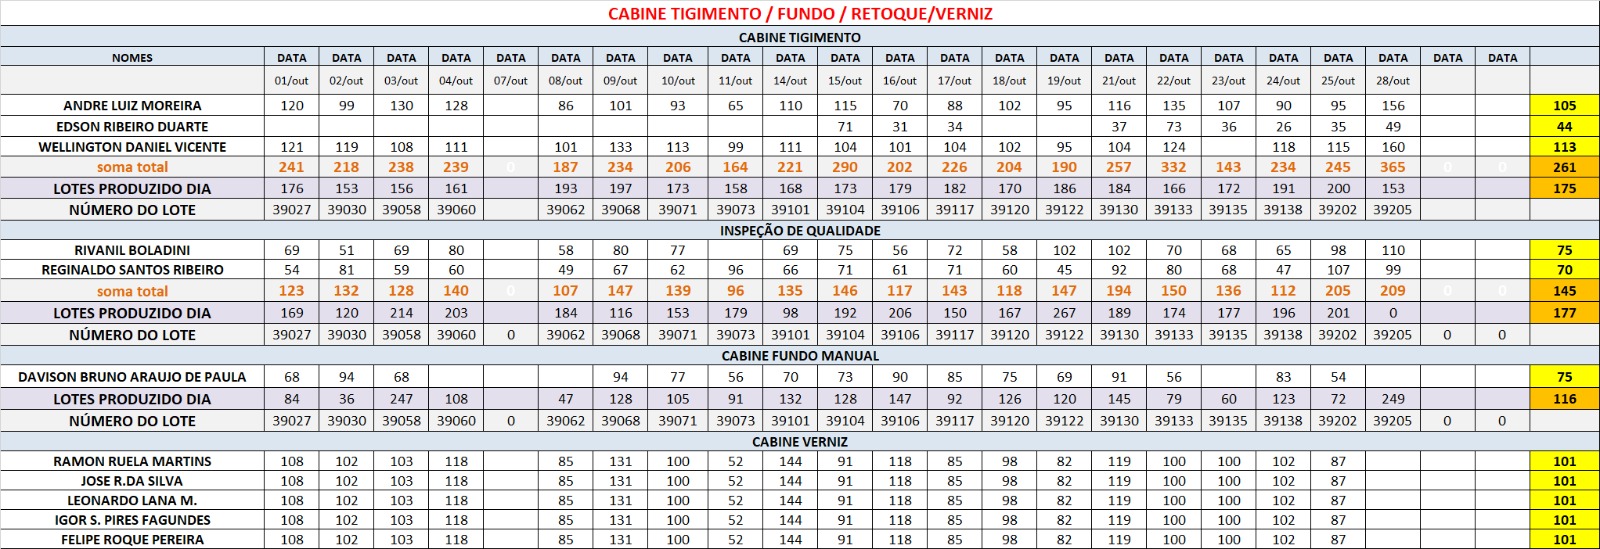 CABINE TIGIMENTO / FUNDO / RETOQUE/VERNIZ
CABINE TIGIMENTO
NOMES DATA DATA DATA DATA DATA DATA DATA DATA DATA DATA DATA DATA DATA DATA DATA DATA DATA DATA DATA DATA DATA DATA DATA
01/out 02/out 03/out 04/out 07/out 08/out 09/out 10/out 11/out 14/out 15/out 16/out 17/out 18/out 19/out 21/out 22/out 23/out 24/out 25/out 28/out
ANDRE LUIZ MOREIRA 120 99 130 128 86 101 93 65 110 115 70 88 102 95 116 135 107 90 95 156 105
EDSON RIBEIRO DUARTE 71 31 34 37 73 36 26 35 49 44
WELLINGTON DANIEL VICENTE 121 119 108 111 101 133 113 99 111 104 101 104 102 95 104 124 118 115 160 113
soma total 241 218 238 239 0 187 234 206 164 221 290 202 226 204 190 257 332 143 234 245 365 0 0 261
LOTES PRODUZIDO DIA 176 153 156 161 193 197 173 158 168 173 179 182 170 186 184 166 172 191 200 153 175
NÚMERO DO LOTE 39027 39030 39058 39060 39062 39068 39071 39073 39101 39104 39106 39117 39120 39122 39130 39133 39135 39138 39202 39205
INSPEÇÃO DE QUALIDADE
RIVANIL BOLADINI 69 51 69 80 58 80 77 69 75 56 72 58 102 102 70 68 65 98 110 75
REGINALDO SANTOS RIBEIRO 54 81 59 60 49 67 62 96 66 71 61 71 60 45 92 80 68 47 107 99 70
soma total 123 132 128 140 0 107 147 139 96 135 146 117 143 118 147 194 150 136 112 205 209 0 0 145
LOTES PRODUZIDO DIA 169 120 214 203 184 116 153 179 98 192 206 150 167 267 189 174 177 196 201 0 177
NÚMERO DO LOTE 39027 39030 39058 39060 0 39062 39068 39071 39073 39101 39104 39106 39117 39120 39122 39130 39133 39135 39138 39202 39205 0 0
CABINE FUNDO MANUAL
DAVISON BRUNO ARAUJO DE PAULA 68 94 68 94 77 56 70 73 90 85 75 69 91 56 83 54 75
LOTES PRODUZIDO DIA 84 36 247 108 47 128 105 91 132 128 147 92 126 120 145 79 60 123 72 249 116
NÚMERO DO LOTE 39027 39030 39058 39060 0 39062 39068 39071 39073 39101 39104 39106 39117 39120 39122 39130 39133 39135 39138 39202 39205 0 0
CABINE VERNIZ
RAMON RUELA MARTINS 108 102 103 118 85 131 100 52 144 91 118 85 98 82 119 100 100 102 87 101
JOSE R.DA SILVA 108 102 103 118 85 131 100 52 144 91 118 85 98 82 119 100 100 102 87 101
LEONARDO LANA M. 108 102 103 118 85 131 100 52 144 91 118 85 98 82 119 100 100 102 87 101
IGOR S. PIRES FAGUNDES 108 102 103 118 85 131 100 52 144 91 118 85 98 82 119 100 100 102 87 101
FELIPE ROQUE PEREIRA 108 102 103 118 85 131 100 52 144 91 118 85 98 82 119 100 100 102 87 101